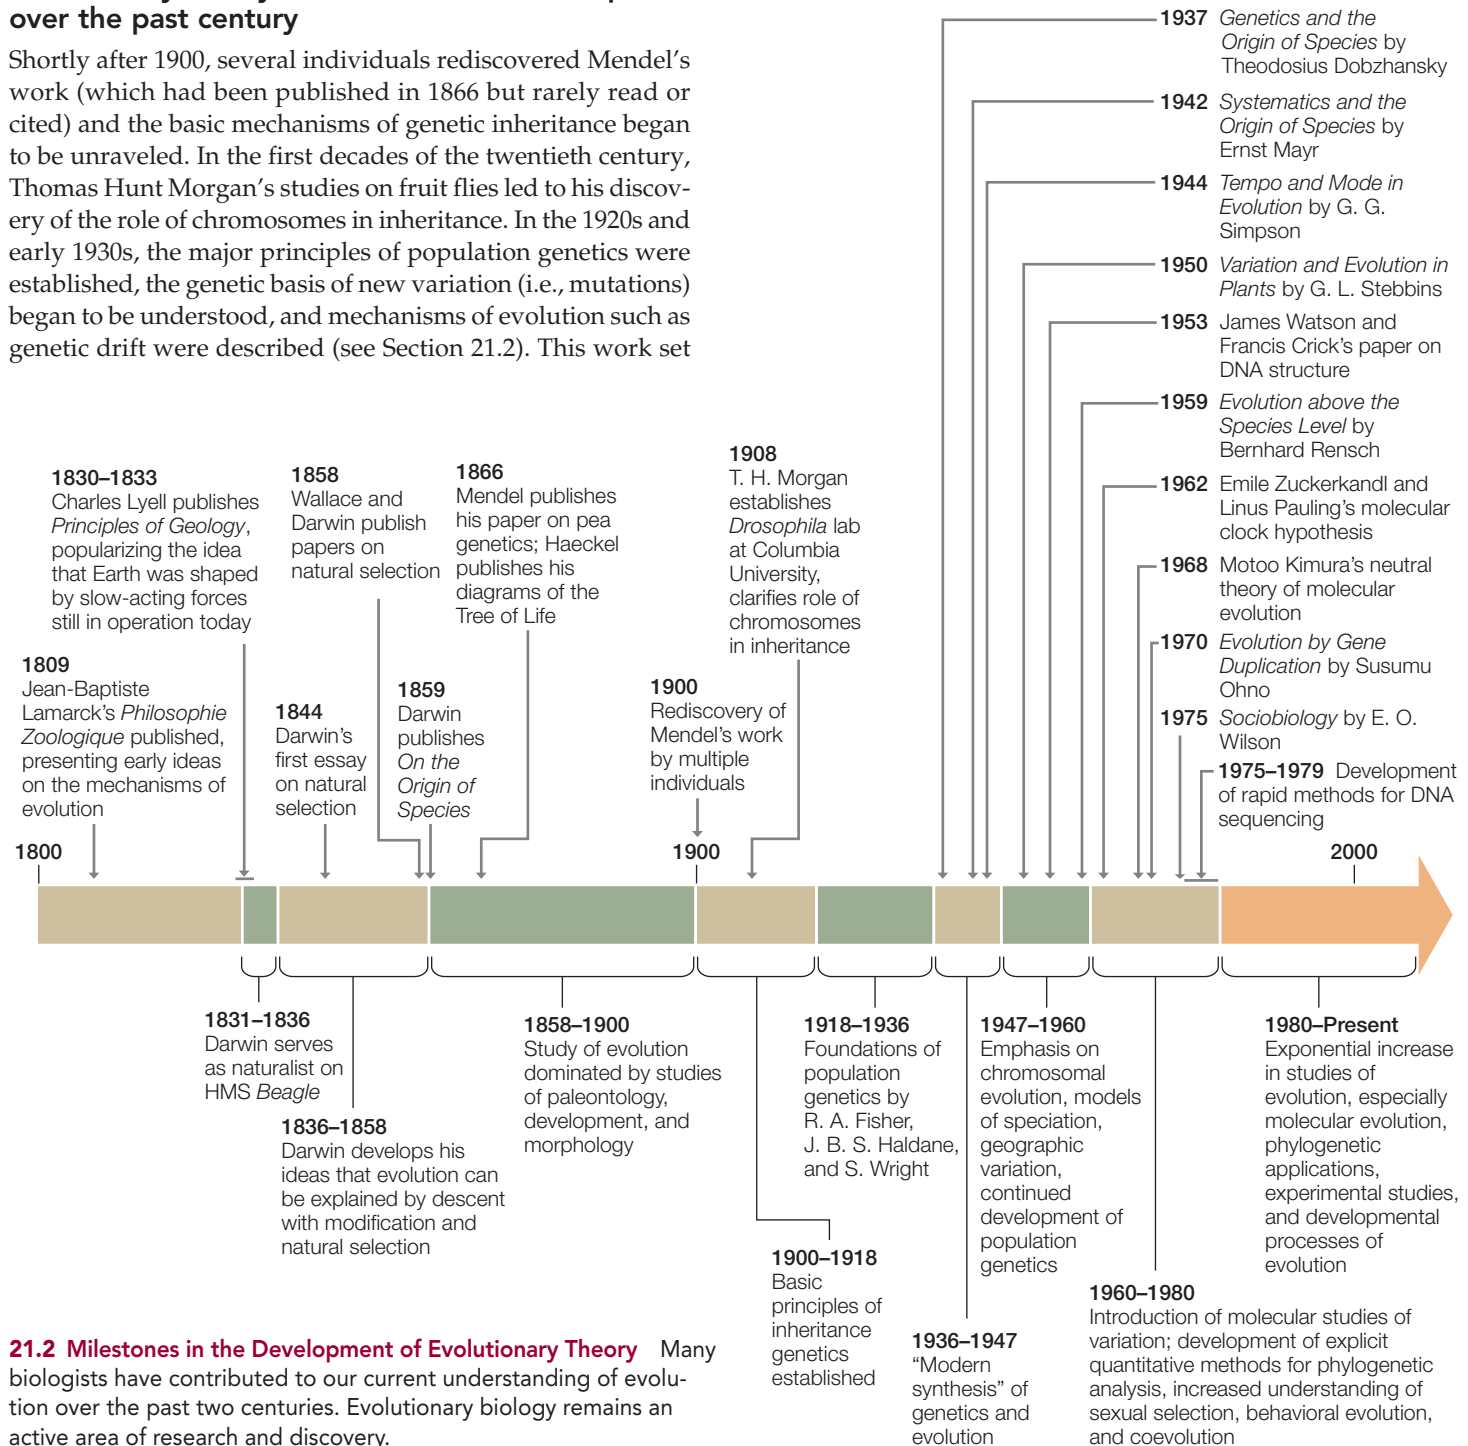 over the past century
Shortly after 1900, several individuals rediscovered Mendel’s
work (which had been published in 1866 but rarely read or
cited) and the basic mechanisms of genetic inheritance began
to be unraveled. In the first decades of the twentieth century,
Thomas Hunt Morgan’s studies on fruit flies led to his discov-
ery of the role of chromosomes in inheritance. In the 1920s and
early 1930s, the major principles of population genetics were
established, the genetic basis of new variation (i.e., mutations)
began to be understood, and mechanisms of evolution such as
genetic drift were described (see Section 21.2). This work set
1937 Genetics and the
Origin of Species by
Theodosius Dobzhansky
1942 Systematics and the
Origin of Species by
Ernst Mayr
1944 Tempo and Mode in
Evolution by G. G.
Simpson
1950 Variation and Evolution in
Plants by G. L. Stebbins
1953 James Watson and
Francis Crick’s paper on
DNA structure
1959 Evolution above the
Species Level by
Bernhard Rensch
1962 Emile Zuckerkandl and
Linus Pauling’s molecular
clock hypothesis
1968 Motoo Kimura’s neutral
theory of molecular
evolution
1970 Evolution by Gene
Duplication by Susumu
Ohno
1975 Sociobiology by E. O.
Wilson
1975–1979 Development
of rapid methods for DNA
sequencing
1830–1833
Charles Lyell publishes
Principles of Geology,
popularizing the idea
that Earth was shaped
by slow-acting forces
still in operation today
1858
Wallace and
Darwin publish
papers on
natural selection
1866
Mendel publishes
his paper on pea
genetics; Haeckel
publishes his
diagrams of the
Tree of Life
1908
T. H. Morgan
establishes
Drosophila lab
at Columbia
University,
clarifies role of
chromosomes
in inheritance
1809
Jean-Baptiste
Lamarck’s Philosophie
Zoologique published,
presenting early ideas
on the mechanisms of
evolution
1844
Darwin’s
first essay
on natural
selection
1859
Darwin
publishes
On the
Origin of
Species
1900
Rediscovery of
Mendel’s work
by multiple
individuals
1800
1900
2000
1831–1836
Darwin serves
as naturalist on
HMS Beagle
1836–1858
Darwin develops his
ideas that evolution can
be explained by descent
with modification and
natural selection
1858–1900
Study of evolution
dominated by studies
of paleontology,
development, and
morphology
1900–1918
Basic
principles of
inheritance
genetics
established
1918–1936
Foundations of
population
genetics by
R. A. Fisher,
J. B. S. Haldane,
and S. Wright
1936–1947
“Modern
synthesis” of
genetics and
evolution
1947–1960
Emphasis on
chromosomal
evolution, models
of speciation,
geographic
variation,
continued
development of
population
genetics
1960–1980
Introduction of molecular studies of
variation; development of explicit
quantitative methods for phylogenetic
analysis, increased understanding of
sexual selection, behavioral evolution,
and coevolution
1980–Present
Exponential increase
in studies of
evolution, especially
molecular evolution,
phylogenetic
applications,
experimental studies,
and developmental
processes of
evolution
21.2 Milestones in the Development of Evolutionary Theory Many
biologists have contributed to our current understanding of evolu-
tion over the past two centuries. Evolutionary biology remains an
active area of research and discovery.